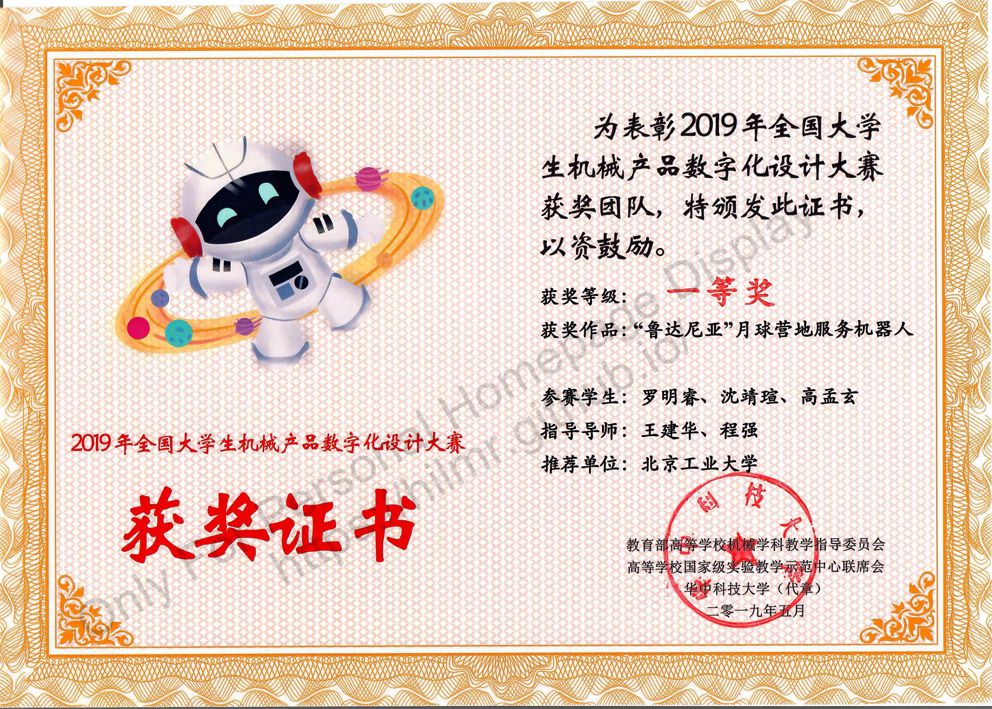 为表彰2019年全国大学
生机械产品数字化设计大赛
获奖团队，特颁发此证书，
以资鼓励。
获奖等级：一等奖
获奖作品：“鲁达尼亚”月球营地服务机器人
参赛学生：罗明睿、沈靖瑄、高孟玄
指导导师：王建华、程强
推荐单位：北京工业大学
2019年全国大学生机械产品数字化设计大赛
获奖证书
教育部高等学校机械学科教学指导委员会
高等学校国家级实验教学示范中心联席会
华中科技大学（代章）
二零一九年五月
华中科技大学